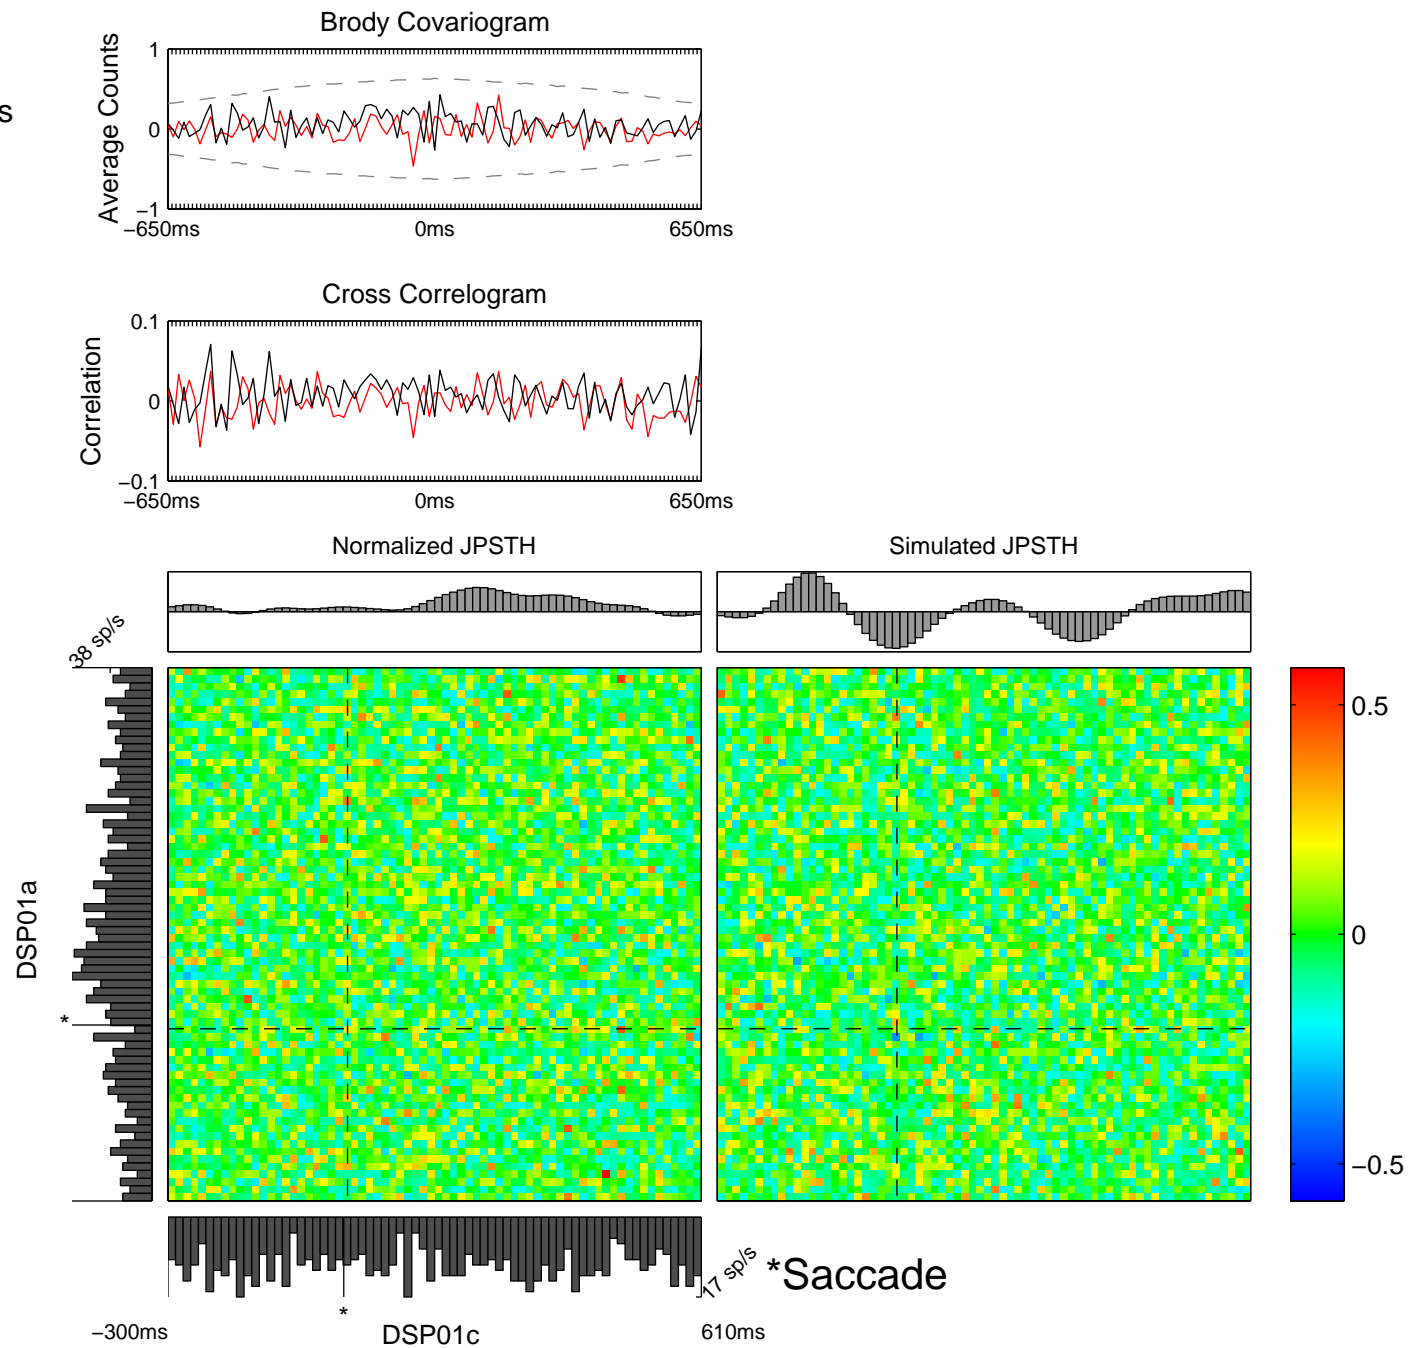 Brody Covariogram
s
Average Counts
1
0
−1
−650ms
0ms
650ms
Cross Correlogram
Correlation
0.1
0
−0.1
−650ms
0ms
650ms
Normalized JPSTH
Simulated JPSTH
38 sp/s
DSP01a
*
0.5
0
−0.5
17 sp/s
*Saccade
*
−300ms
DSP01c
610ms